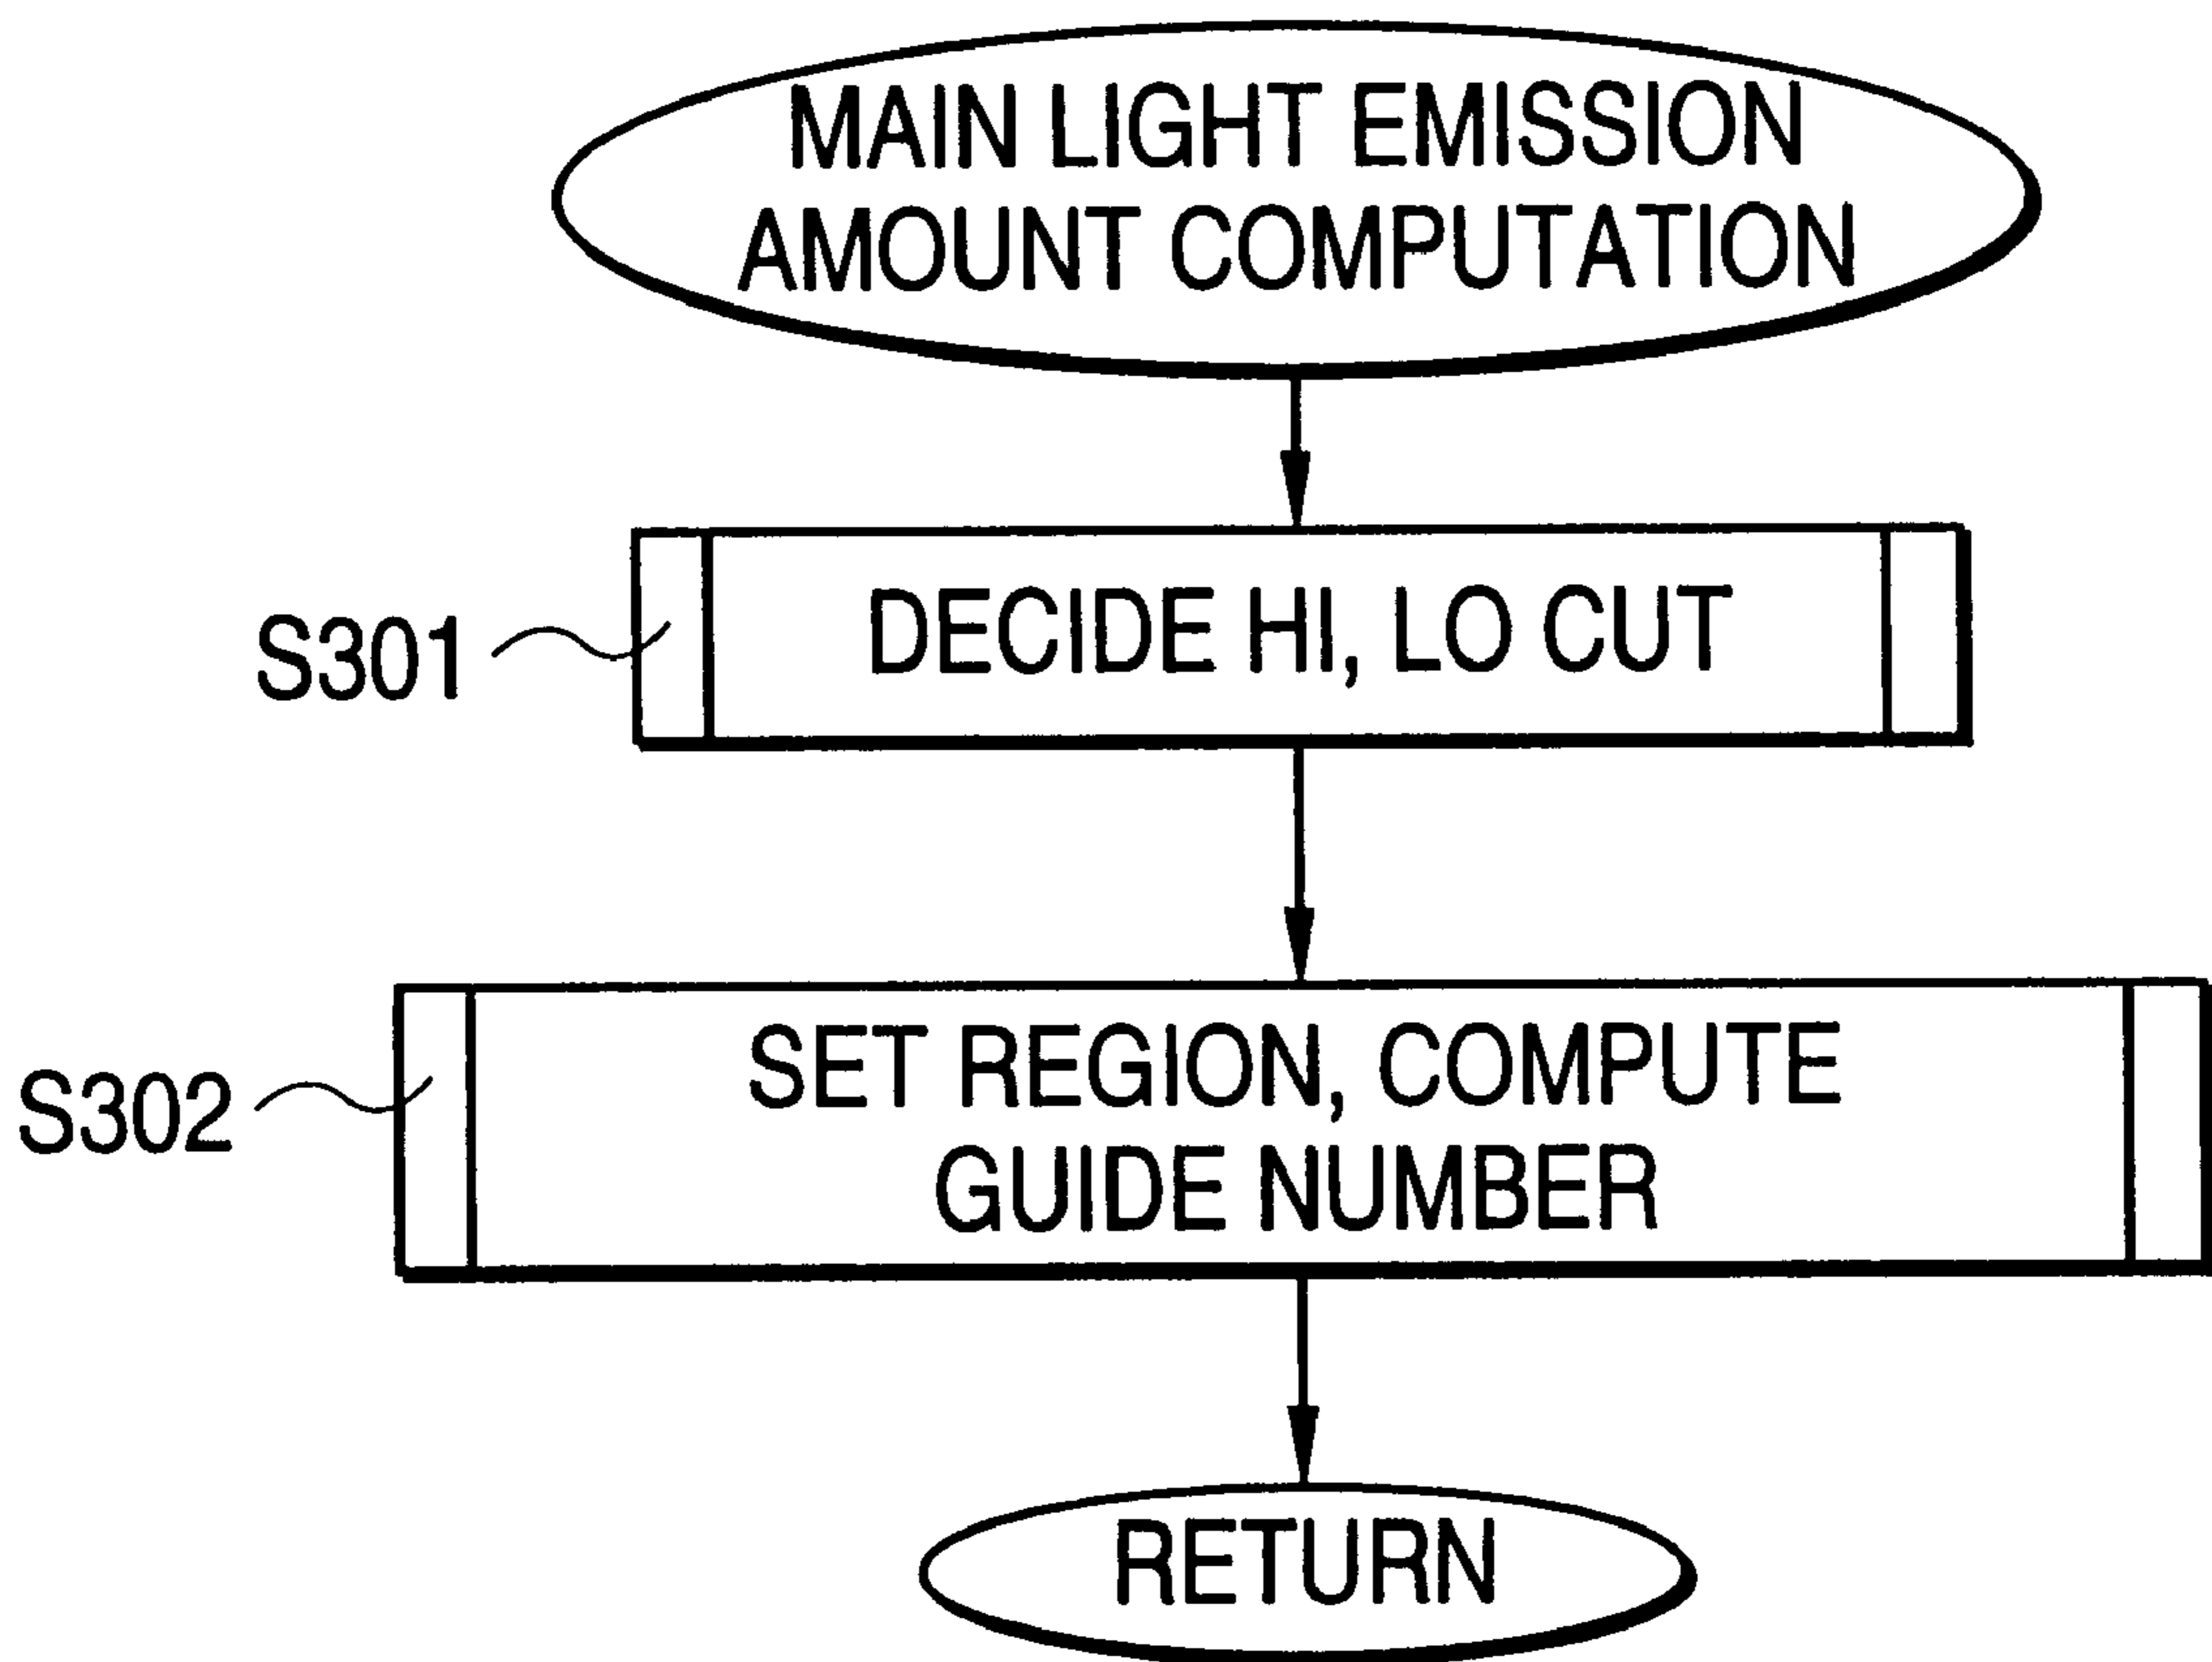 MAIN LIGHT EMISSION
AMOUNT COMPUTATION
S301
DECIDE HI, LO CUT
S302
SET REGION, COMPUTE
GUIDE NUMBER
RETURN